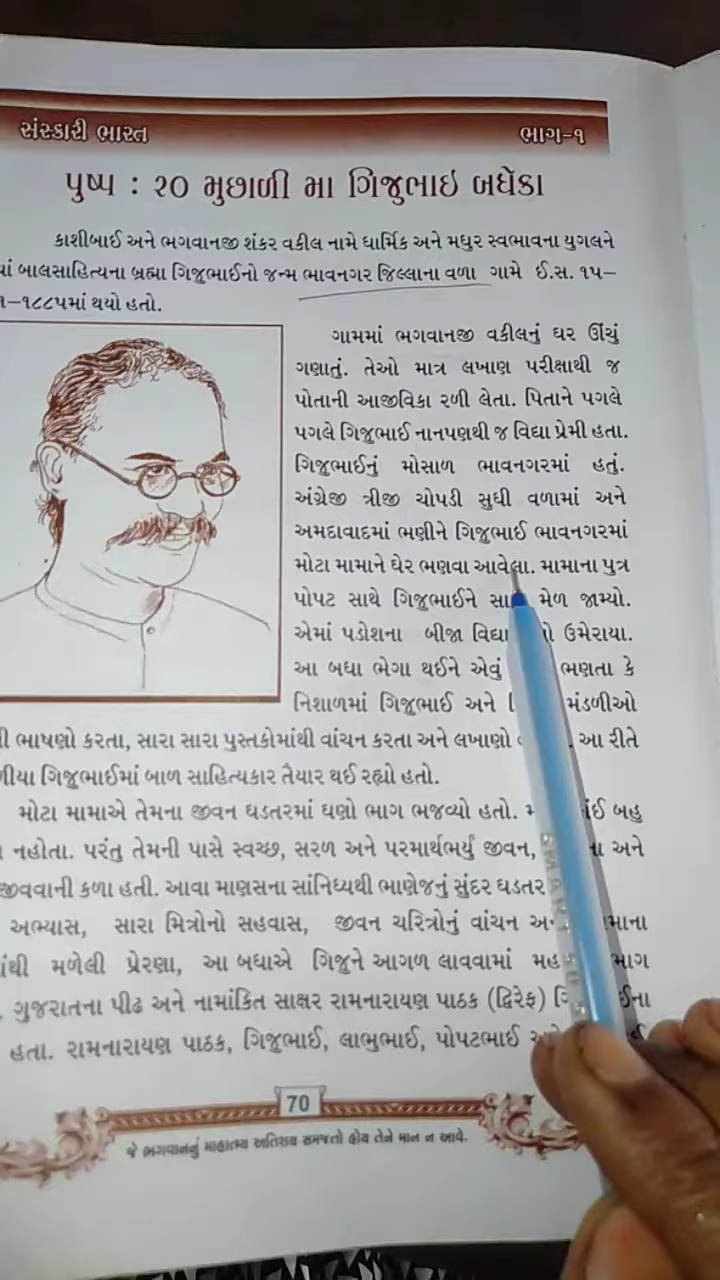 સંસ્કારી ભારત
ભાગ-૧
પુષ્પ : ૨૦ મુછાળી મા ગિજુભાઇ બધેકા
કાશીબાઈ અને ભગવાનજી શંકર વકીલ નામે ધાર્મિક અને મધુર સ્વભાવના યુગલને
બાલસાહિત્યના બ્રહ્મા ગિજુભાઈનો જન્મ ભાવનગર જિલ્લાના વળા ગામે ઈ.સ. ૧૫–
–૧૮૮૫માં થયો હતો.
ગામમાં ભગવાનજી વકીલનું ઘર ઊંચું
ગણાતું. તેઓ માત્ર લખાણ પરીક્ષાથી જ
પોતાની આજીવિકા રળી લેતા. પિતાને પગલે
પગલે ગિજુભાઈ નાનપણથી જ વિદ્યા પ્રેમી હતા.
ગિજુભાઈનું મોસાળ ભાવનગરમાં હતું.
અંગ્રેજી ત્રીજી ચોપડી સુધી વળામાં અને
અમદાવાદમાં ભણીને ગિજુભાઈ ભાવનગરમાં
મોટા મામાને ઘેર ભણવા આવેલા. મામાના પુત્ર
પોપટ સાથે ગિજુભાઈને મેળ જામ્યો.
એમાં પડોશના બીજા ઉમેરાયા.
આ બધા ભેગા થઈને એવું ભણતા કે
નિશાળમાં ગિજુભાઈ અને મંડળીઓ
ભાષણો કરતા, સારા સારા પુસ્તકોમાંથી વાંચન કરતા અને લખાણો આ રીતે
ગિજુભાઈમાં બાળ સાહિત્યકાર તૈયાર થઈ રહ્યો હતો.
મોટા મામાએ તેમના જીવન ઘડતરમાં ઘણો ભાગ ભજવ્યો હતો. બહુ
નહોતા. પરંતુ તેમની પાસે સ્વચ્છ, સરળ અને પરમાર્થભર્યું જીવન, અને
જીવવાની કળા હતી. આવા માણસના સાંનિધ્યથી ભાણેજનું સુંદર ઘડતર
અભ્યાસ, સારા મિત્રોનો સહવાસ, જીવન ચરિત્રોનું વાંચન
મળેલી પ્રેરણા, આ બધાએ ગિજુને આગળ લાવવામાં ભાગ
ગુજરાતના પીઢ અને નામાંકિત સાક્ષર રામનારાયણ પાઠક (દ્વિરેફ)
હતા. રામનારાયણ પાઠક, ગિજુભાઈ, લાભુભાઈ, પોપટભાઈ
70
જે ભગવાનનું માહાત્મ્ય અતિશય સમજતો હોય તેને માન ન આવે.